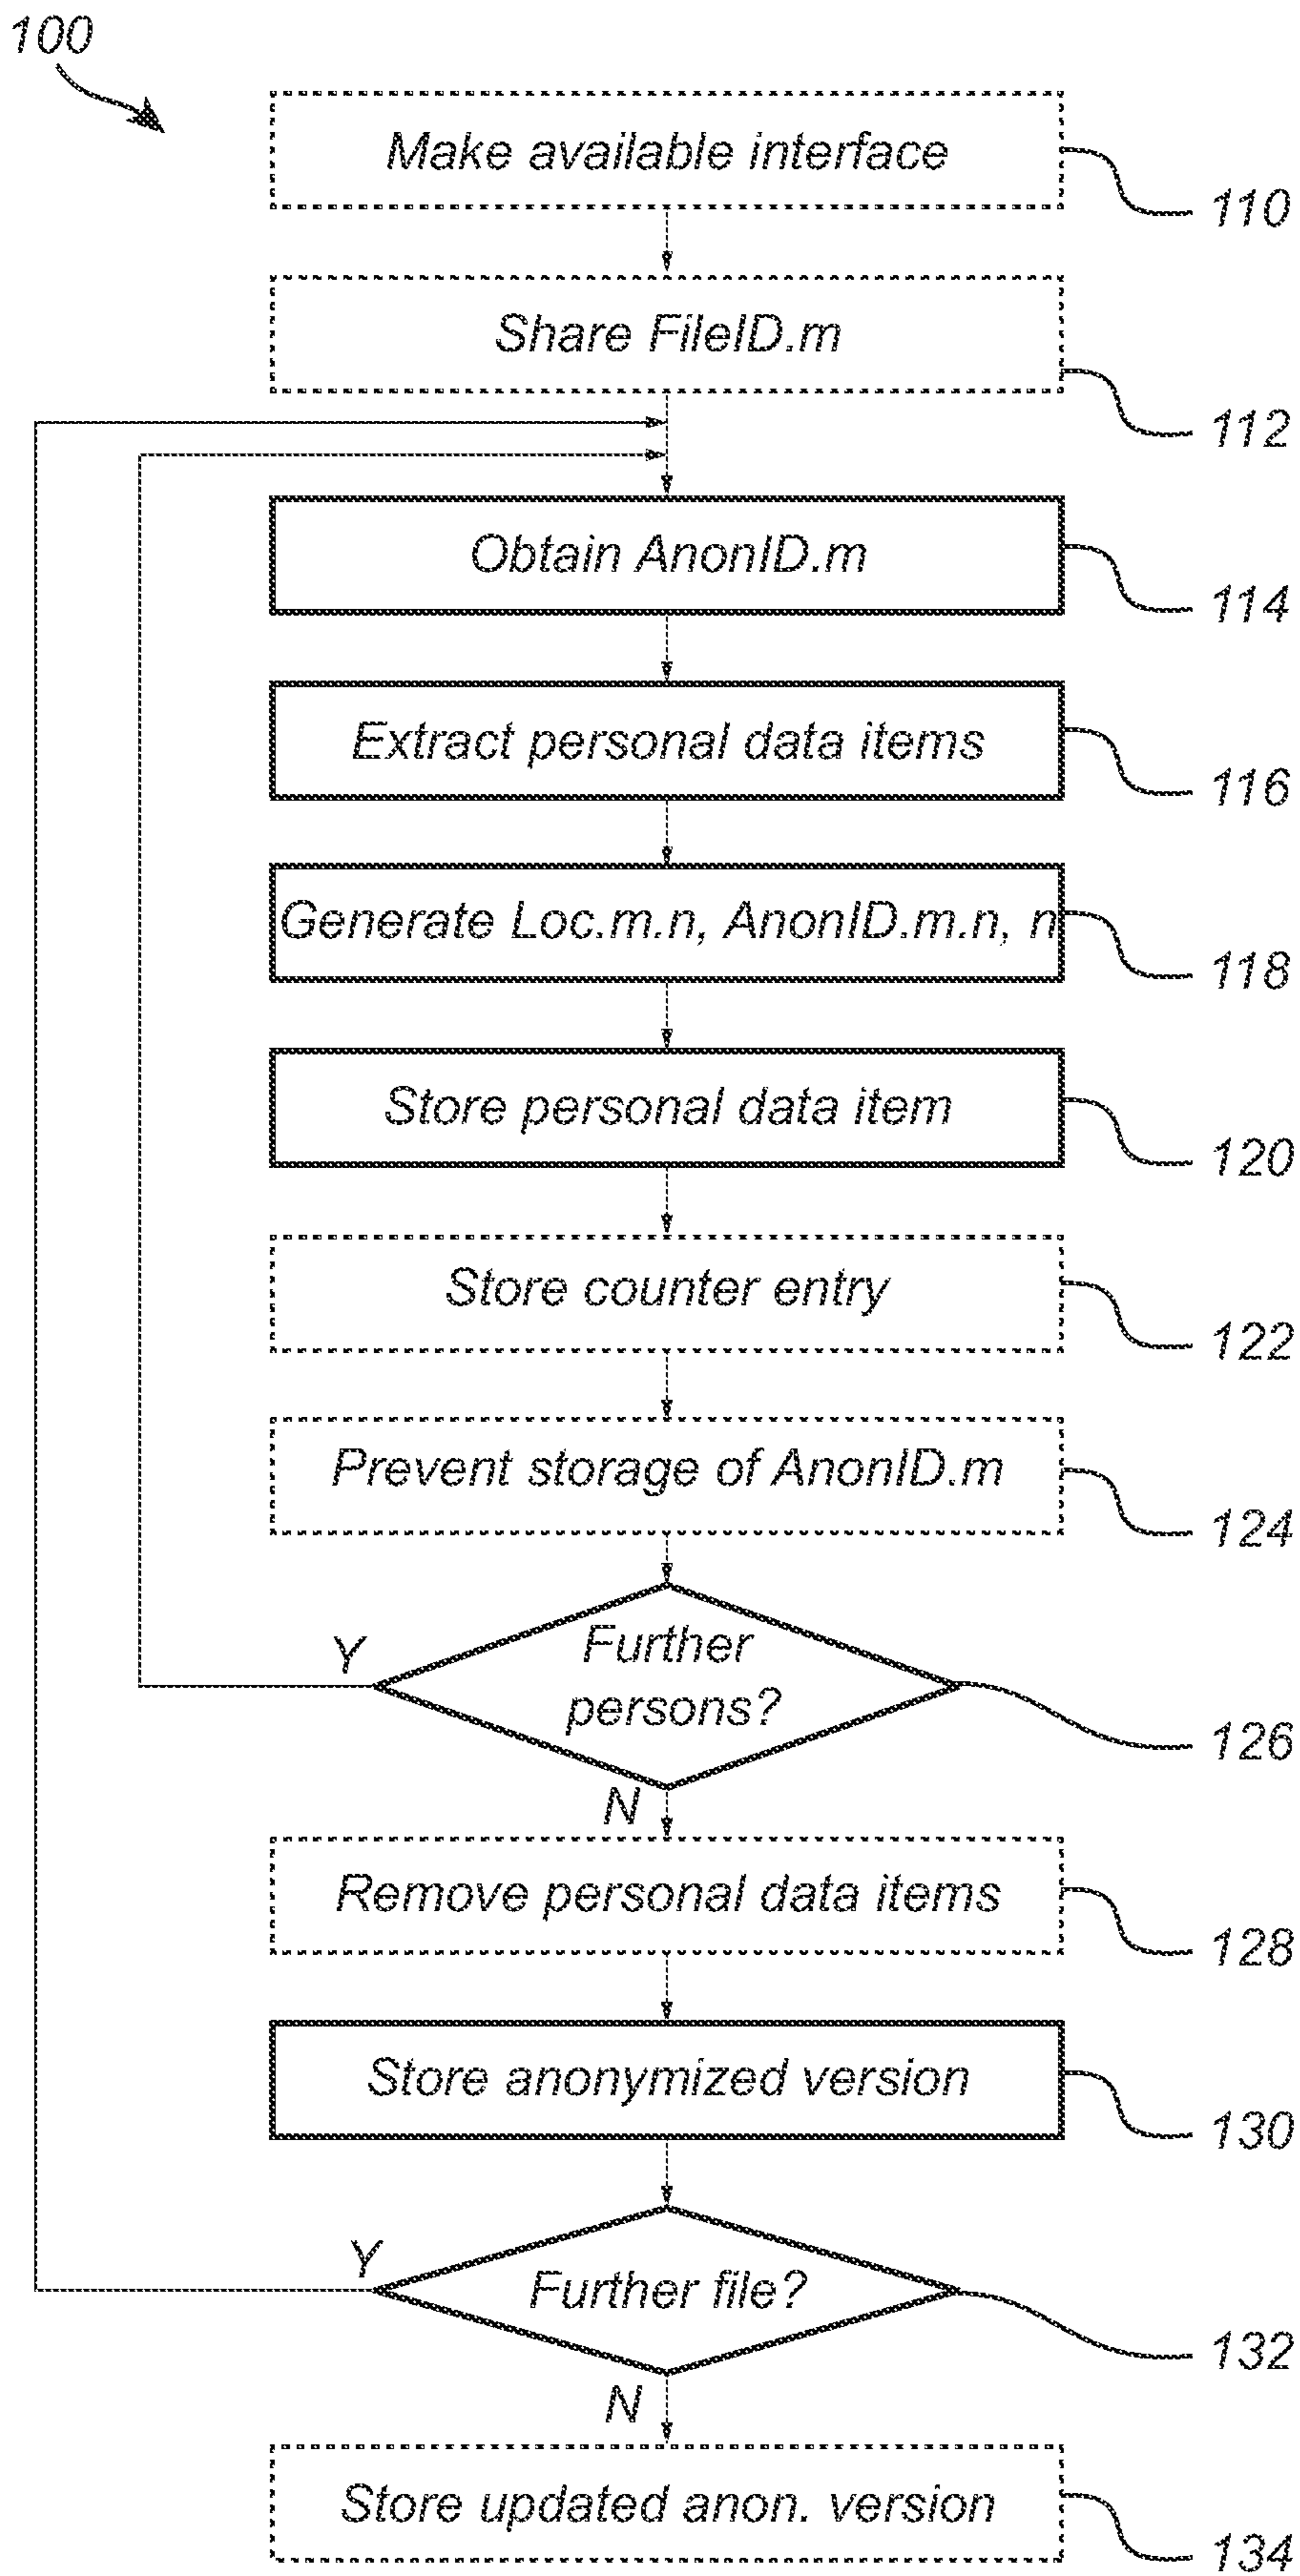 100
Make available interface
110
Share FileID.m
112
Obtain AnonID.m
114
Extract personal data items
116
Generate Loc.m.n, AnonID.m.n, n
118
Store personal data item
120
Store counter entry
122
Prevent storage of AnonID.m
124
Further
persons?
Y
126
N
Remove personal data items
128
Store anonymized version
130
Y
Further file?
132
N
Store updated anon. version
134